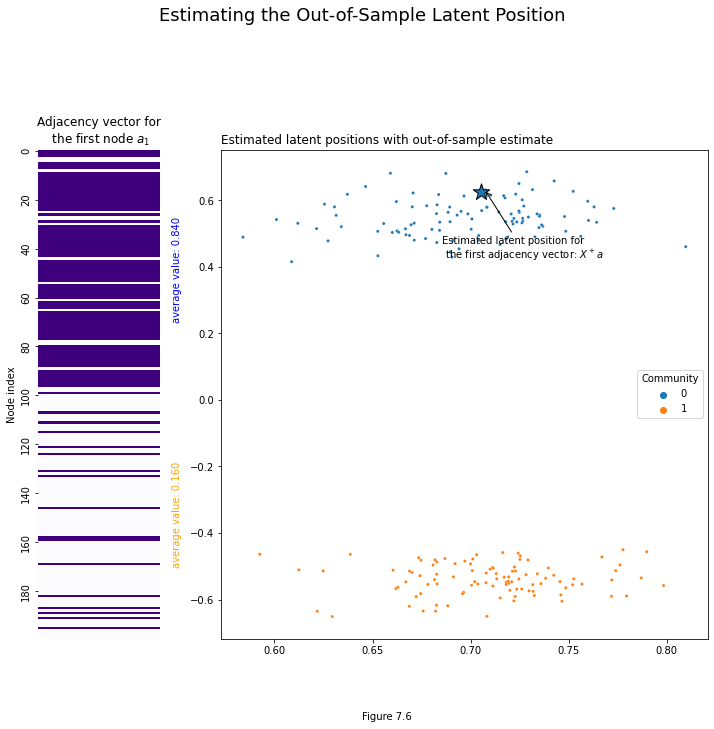 Estimating the Out-of-Sample Latent Position
Adjacency vector for
the first node a₁
0
20
40
60
80
100
120
140
160
180
Node index
average value: 0.840
average value: 0.160
Estimated latent positions with out-of-sample estimate
0.6
0.4
0.2
0.0
−0.2
−0.4
−0.6
Estimated latent position for
the first adjacency vector: X⁺a
Community
0
1
0.60 0.65 0.70 0.75 0.80
Figure 7.6